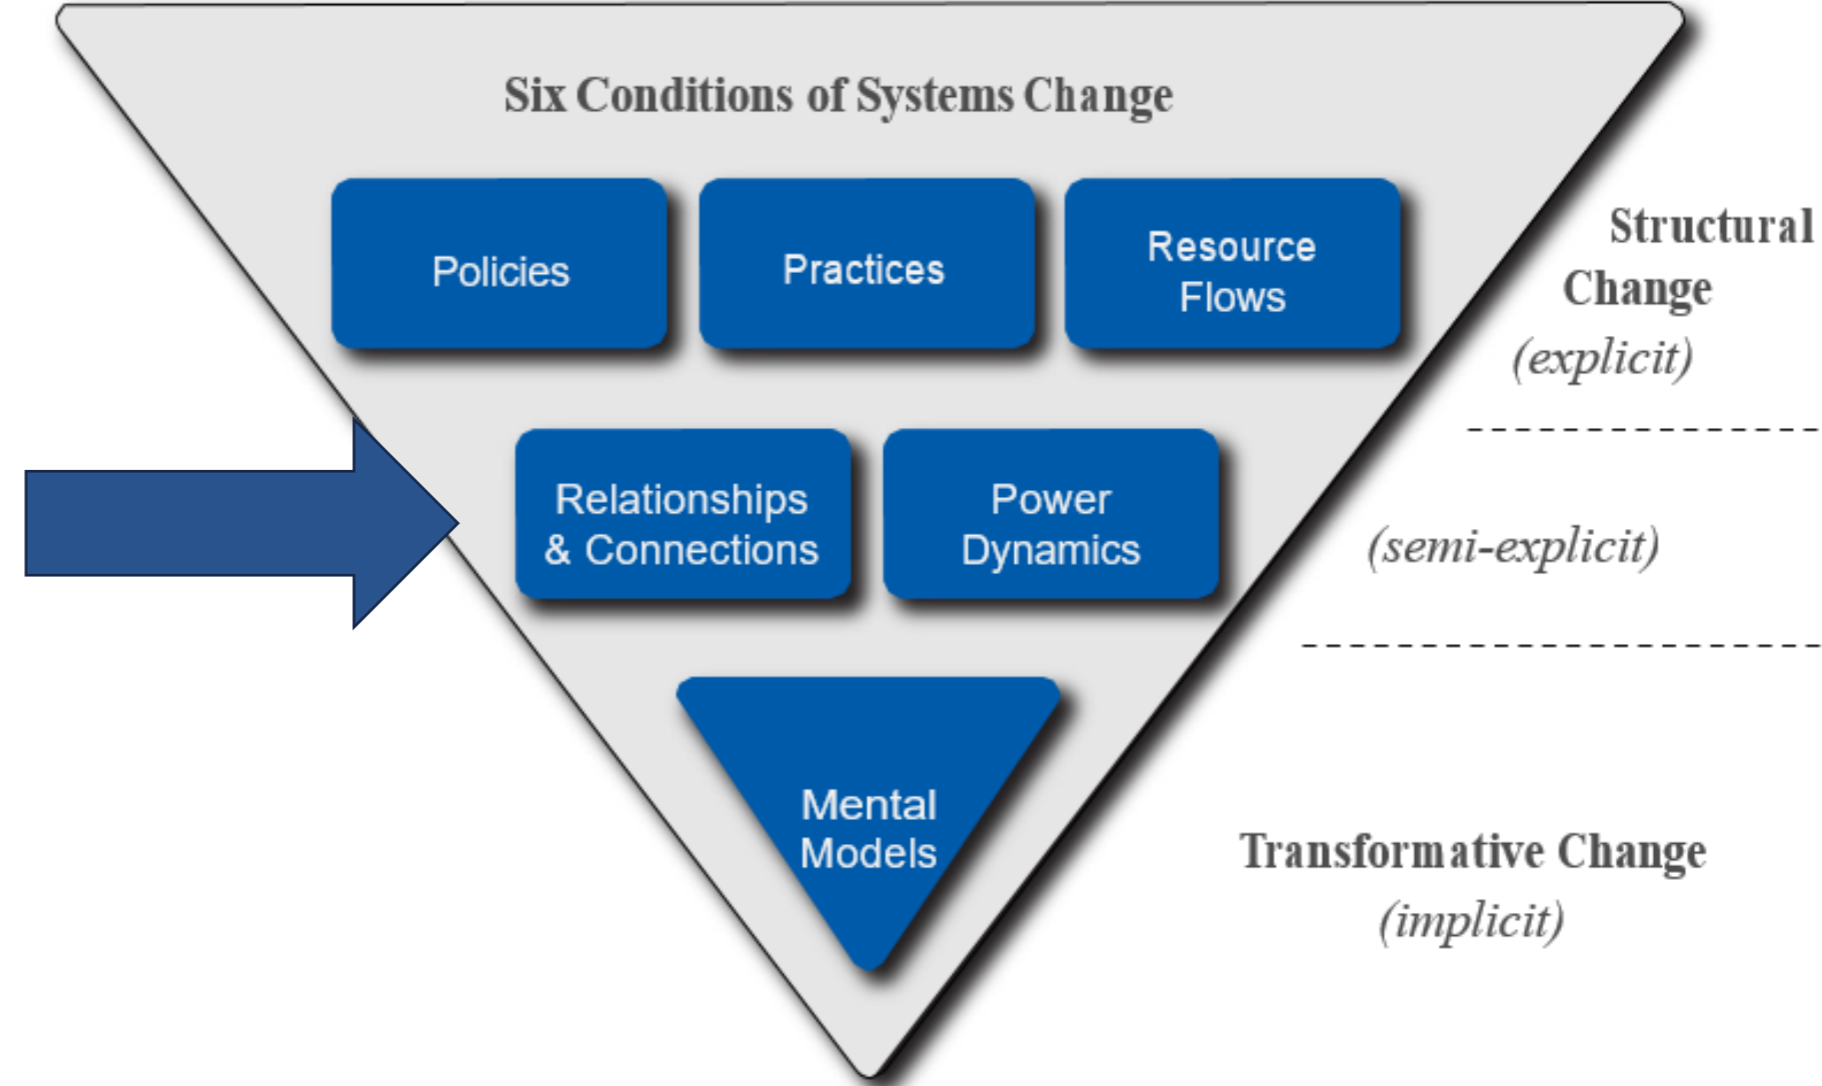 Six Conditions of Systems Change
Policies
Practices
Resource
Flows
Structural
Change
(explicit)
Relationships
& Connections
Power
Dynamics
(semi-explicit)
Mental
Models
Transformative Change
(implicit)